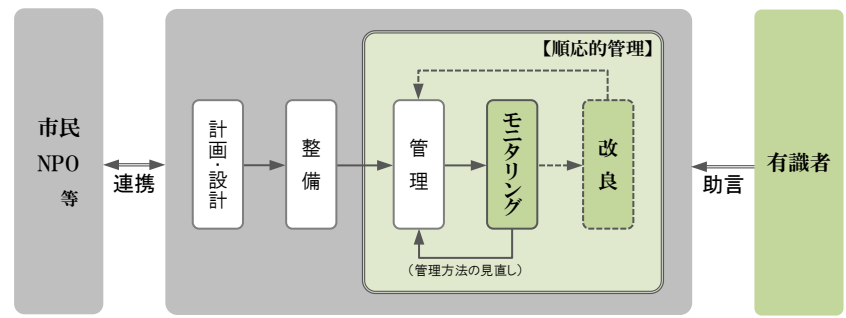 市民
NPO
等
連携
計画・設計
整備
【順応的管理】
管理
モニタリング
改良
（管理方法の見直し）
助言
有識者